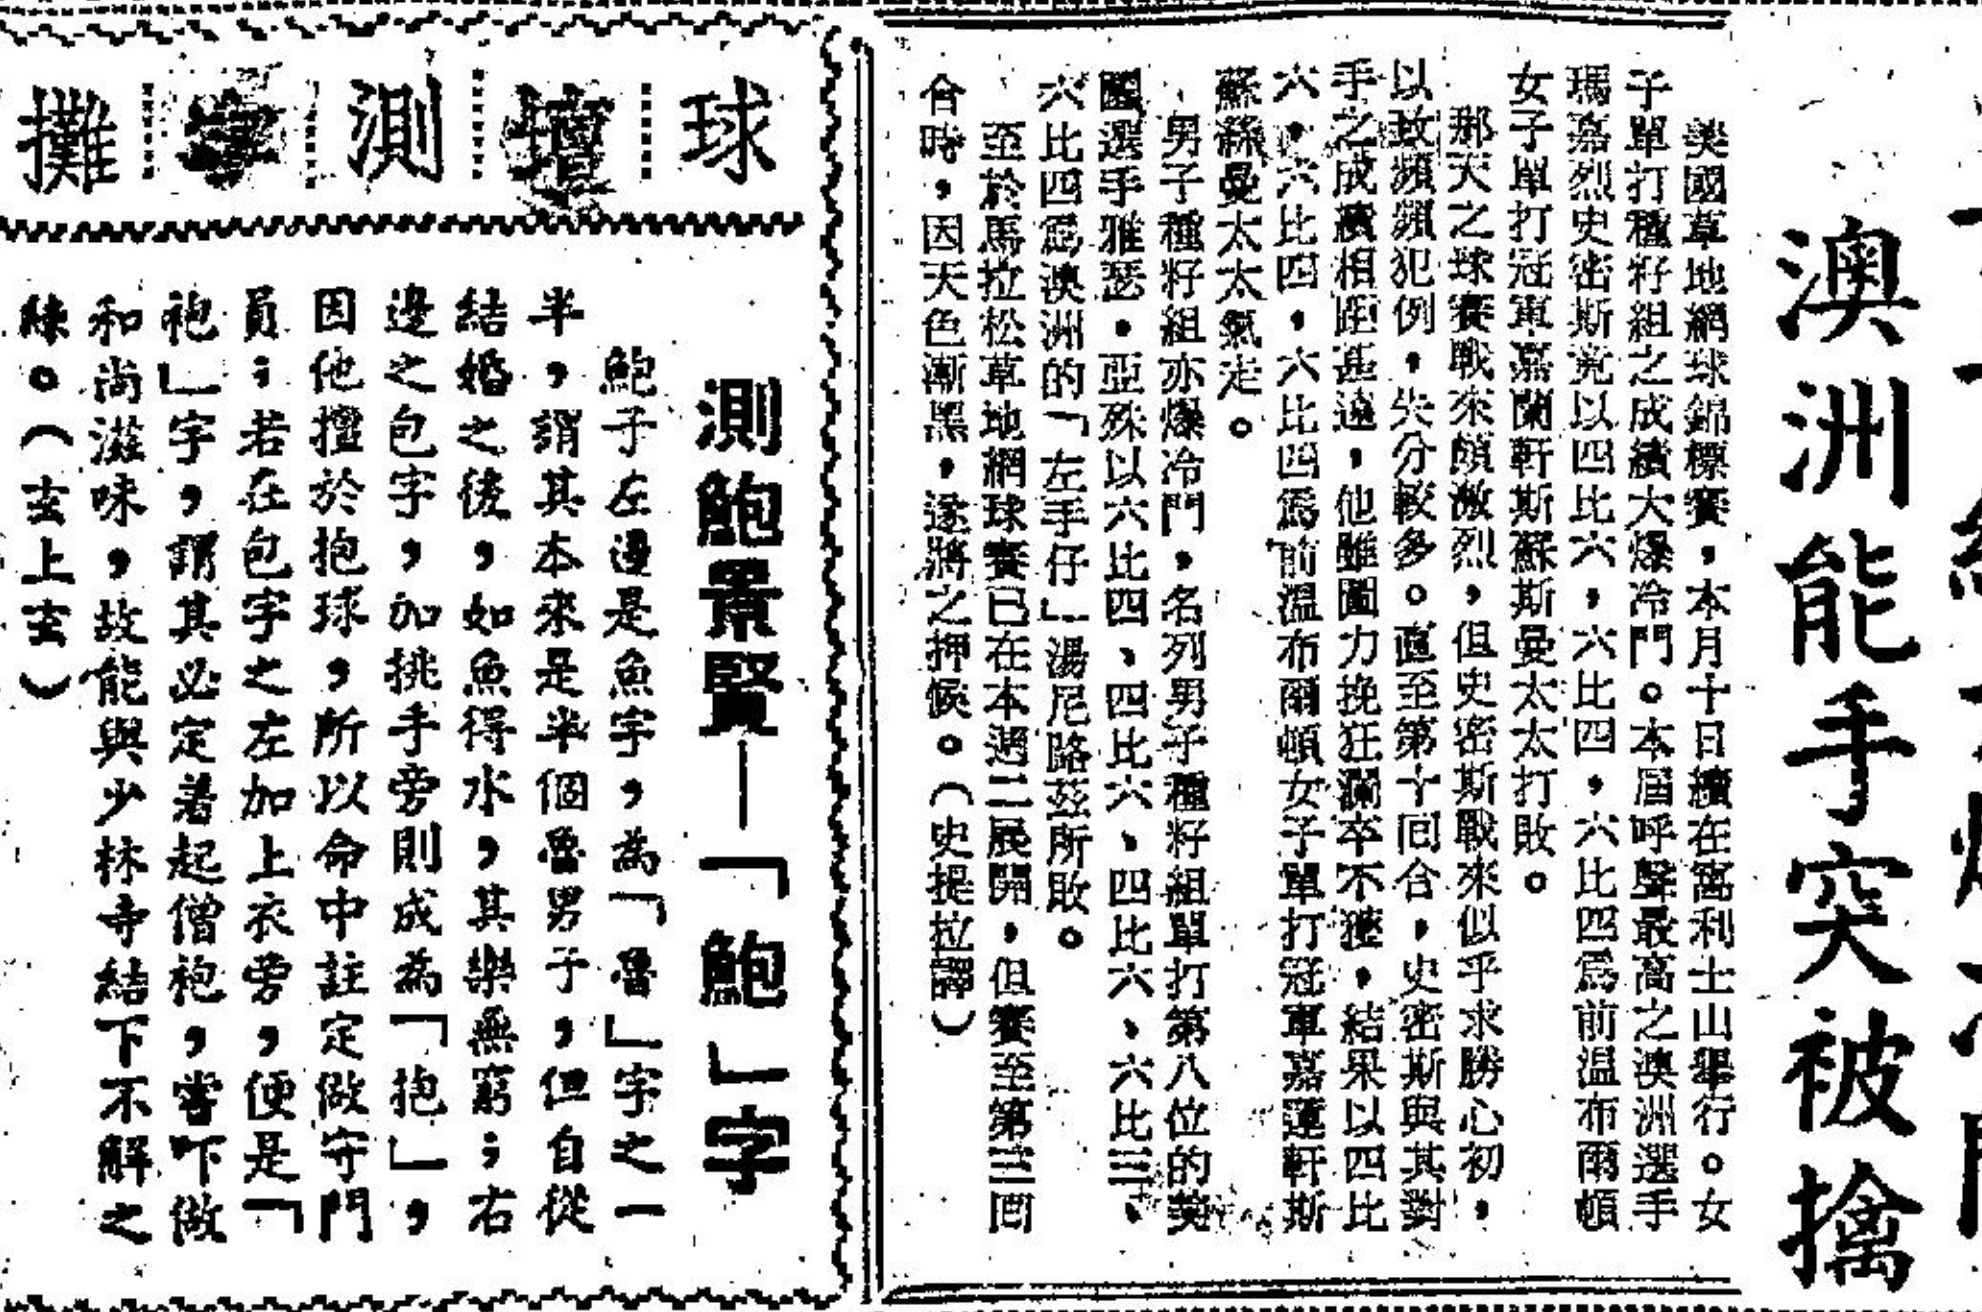 澳洲能手突被擒
美國草地網球錦標賽，本月十日續在富利士山舉行。女
子單打種籽組之成績大爆冷門。本屆呼聲最高之澳洲選手
瑪嘉烈史密斯竟以四比六，六比四，六比四爲前溫布爾頓
女子單打冠軍嘉蘭軒斯蘇斯曼太太打敗。
那天之球賽戰來頗激烈，但史密斯戰來似乎求勝心初，
以致頻頻犯例，失分較多。直至第十回合，史密斯與其對
手之成績相距甚遠，他雖圖力挽狂瀾卒不獲，結果以四比
六，六比四，六比四爲前溫布爾頓女子單打冠軍嘉蓮軒斯
蘇絲曼太太氣走。
男子種籽組亦爆冷門，名列男子種籽組單打第八位的美
國選手雅瑟．亞殊以六比四、四比六、四比六、六比三、
六比四爲澳洲的「左手仔」湯尼路茲所敗。
至於馬拉松草地網球賽已在本週二展開，但賽至第三回
合時，因天色漸黑，遂將之押候。（史提拉譯）
球壇測字攤
測鮑景賢—「鮑」字
鮑子左邊是魚字，為「魯」字之一
半，謂其本來是半個魯男子，但自從
結婚之後，如魚得水，其樂無窮；右
邊之包字，加挑手旁則成為「抱」，
因他擅於抱球，所以命中註定做守門
員；若在包字之左加上衣旁，便是「
袍」字，謂其必定着起僧袍，嘗吓做
和尚滋味，故能與少林寺結下不解之
緣。（玄上玄）